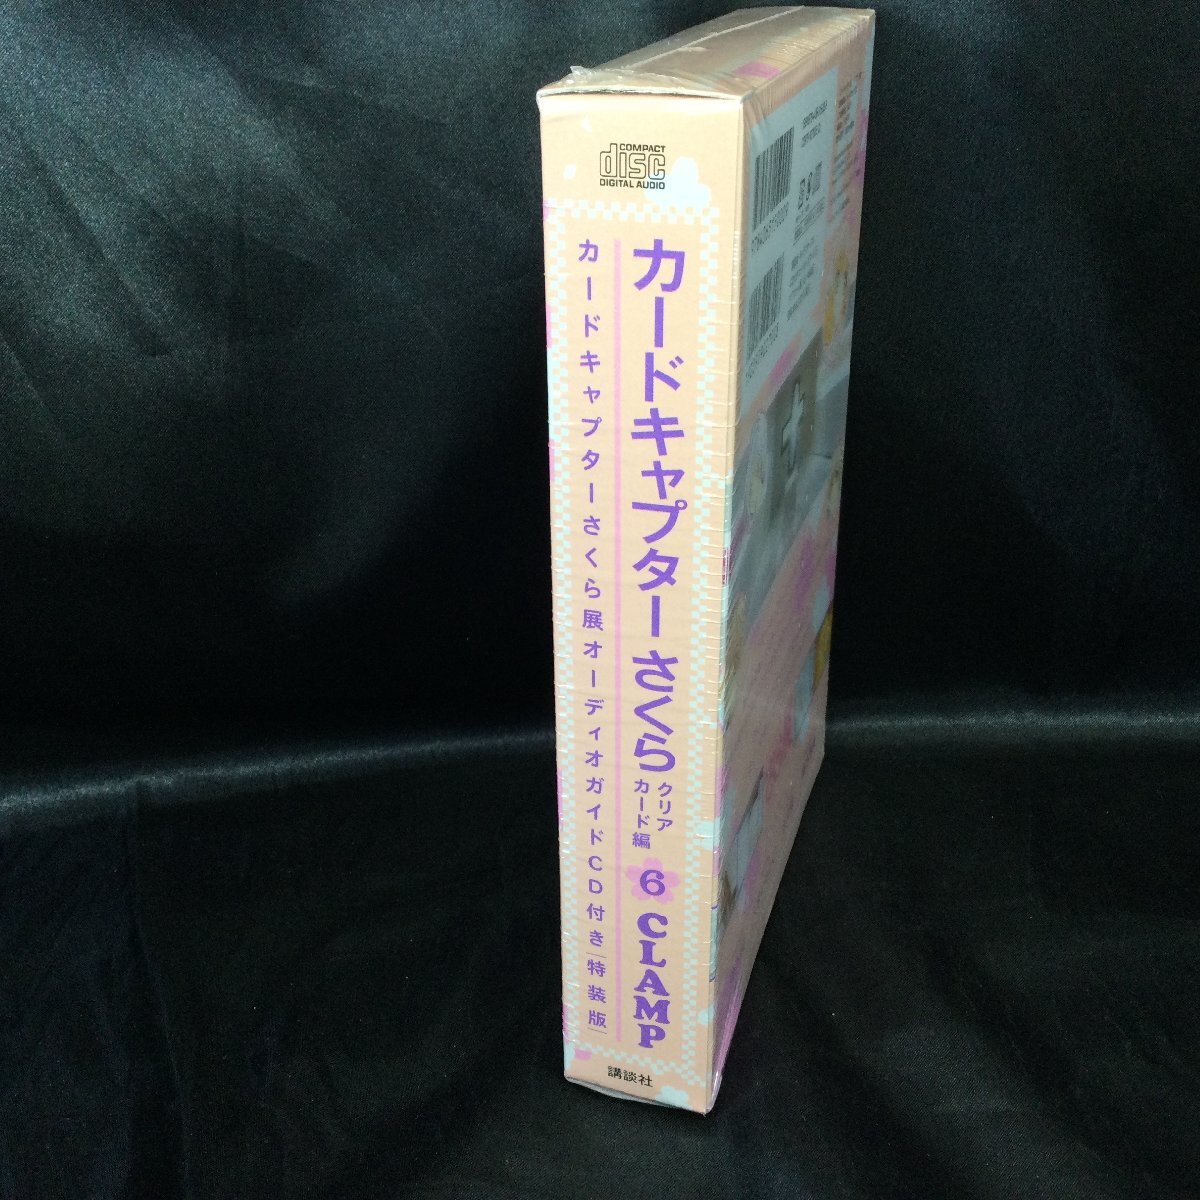 COMPACT
disc
DIGITAL AUDIO
カードキャプターさくら
クリア
カード編
6
CLAMP
カードキャプターさくら展オーディオガイドCD付き 特装版
講談社